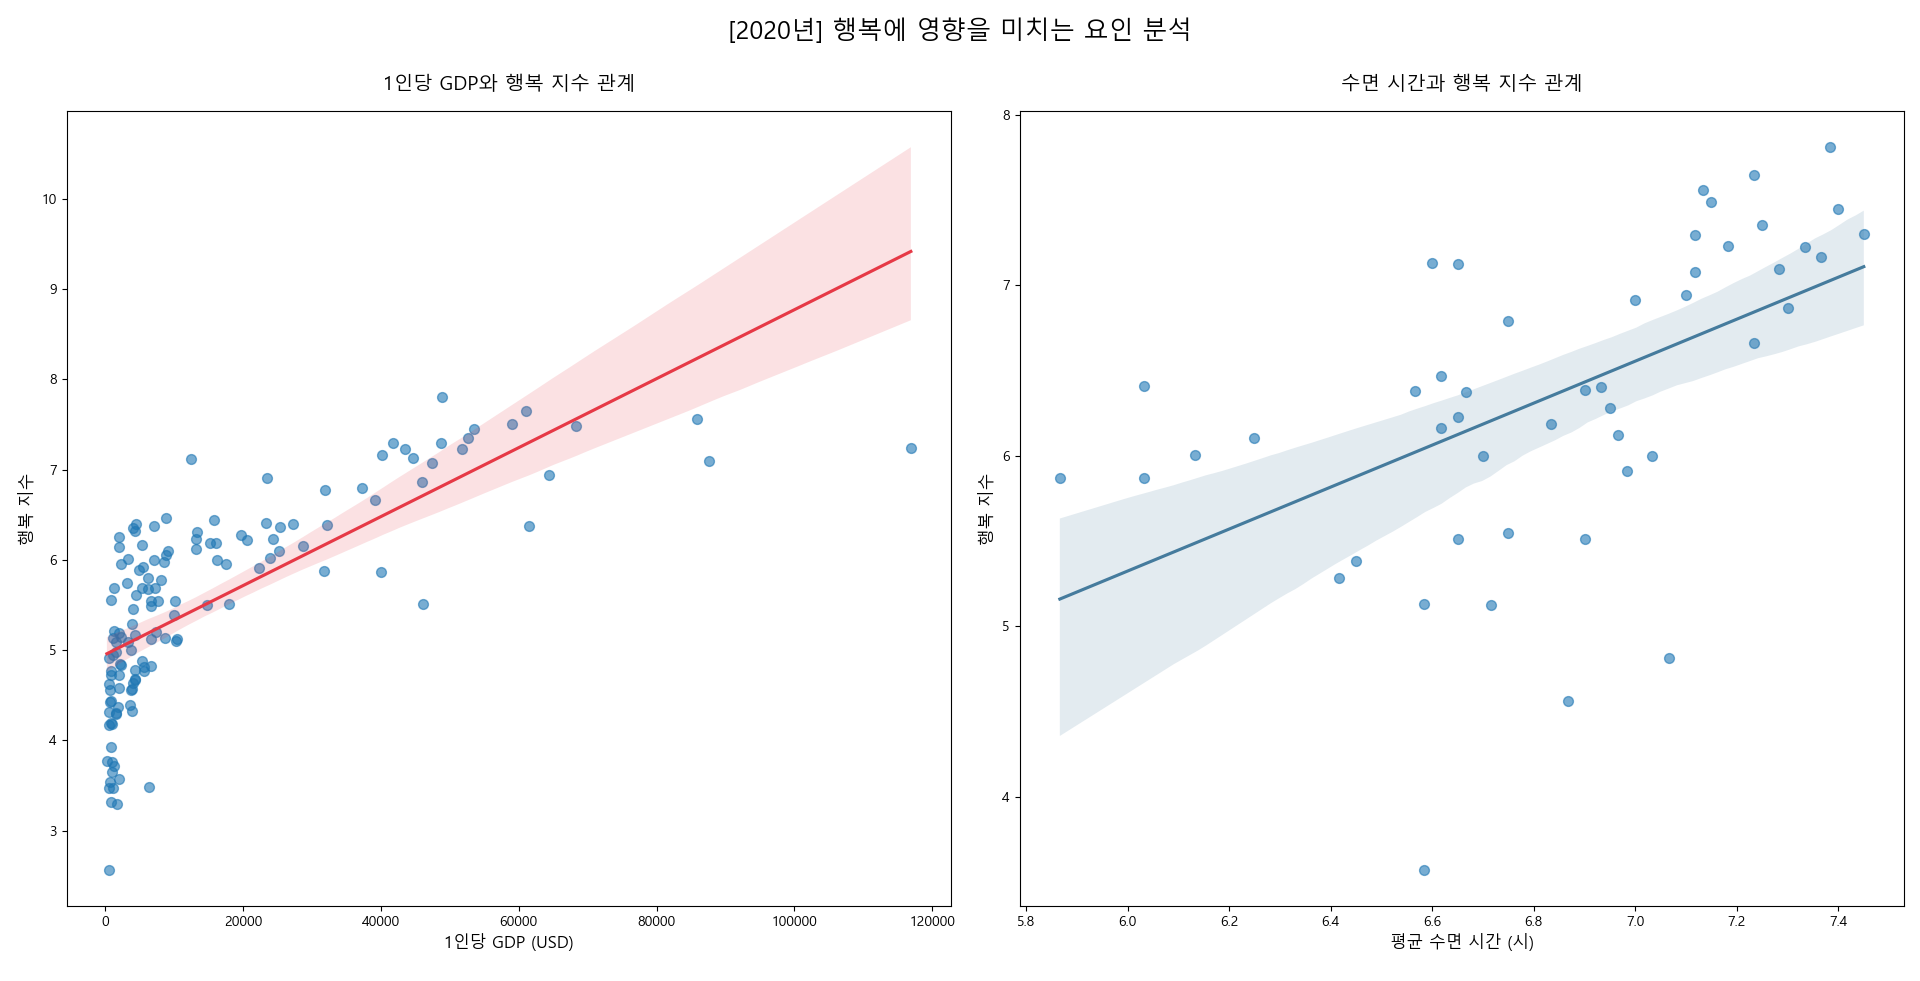 [2020년] 행복에 영향을 미치는 요인 분석
1인당 GDP와 행복 지수 관계
행복 지수
10
9
8
7
6
5
4
3
0 20000 40000 60000 80000 100000 120000
1인당 GDP (USD)
수면 시간과 행복 지수 관계
행복 지수
8
7
6
5
4
5.8 6.0 6.2 6.4 6.6 6.8 7.0 7.2 7.4
평균 수면 시간 (시)